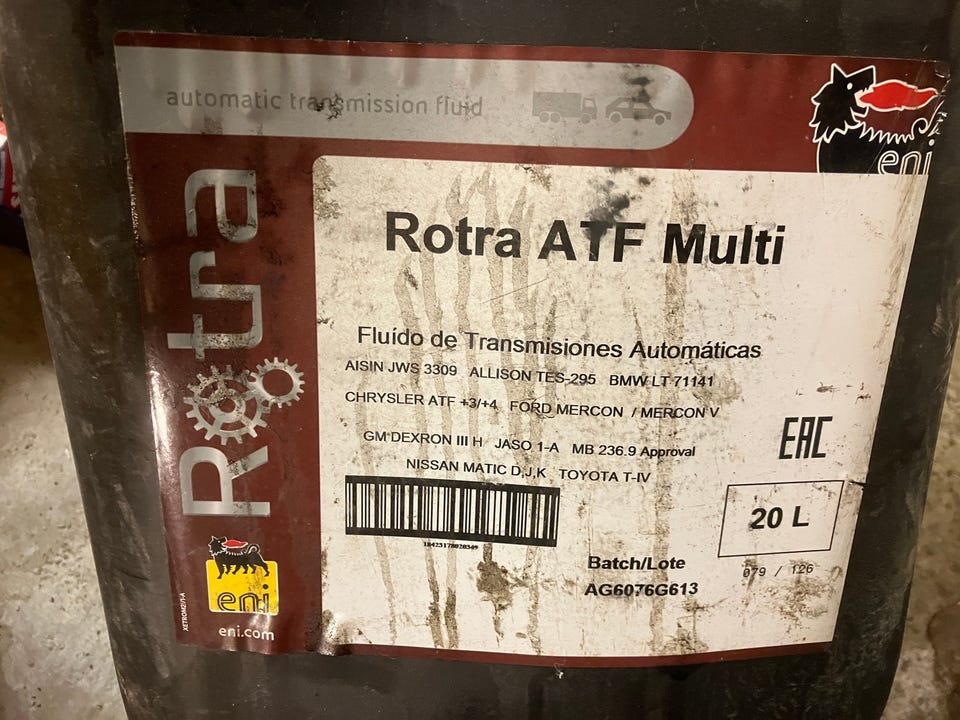 automatic transmission fluid
eni
Rotra
Rotra ATF Multi
Fluído de Transmisiones Automáticas
AISIN JWS 3309 ALLISON TES-295 BMW LT 71141
CHRYSLER ATF +3/+4 FORD MERCON / MERCON V
GM DEXRON III H JASO 1-A MB 236.9 Approval
NISSAN MATIC D,J,K TOYOTA T-IV
EAC
20 L
Batch/Lote
079 / 126
AG6076G613
eni
eni.com